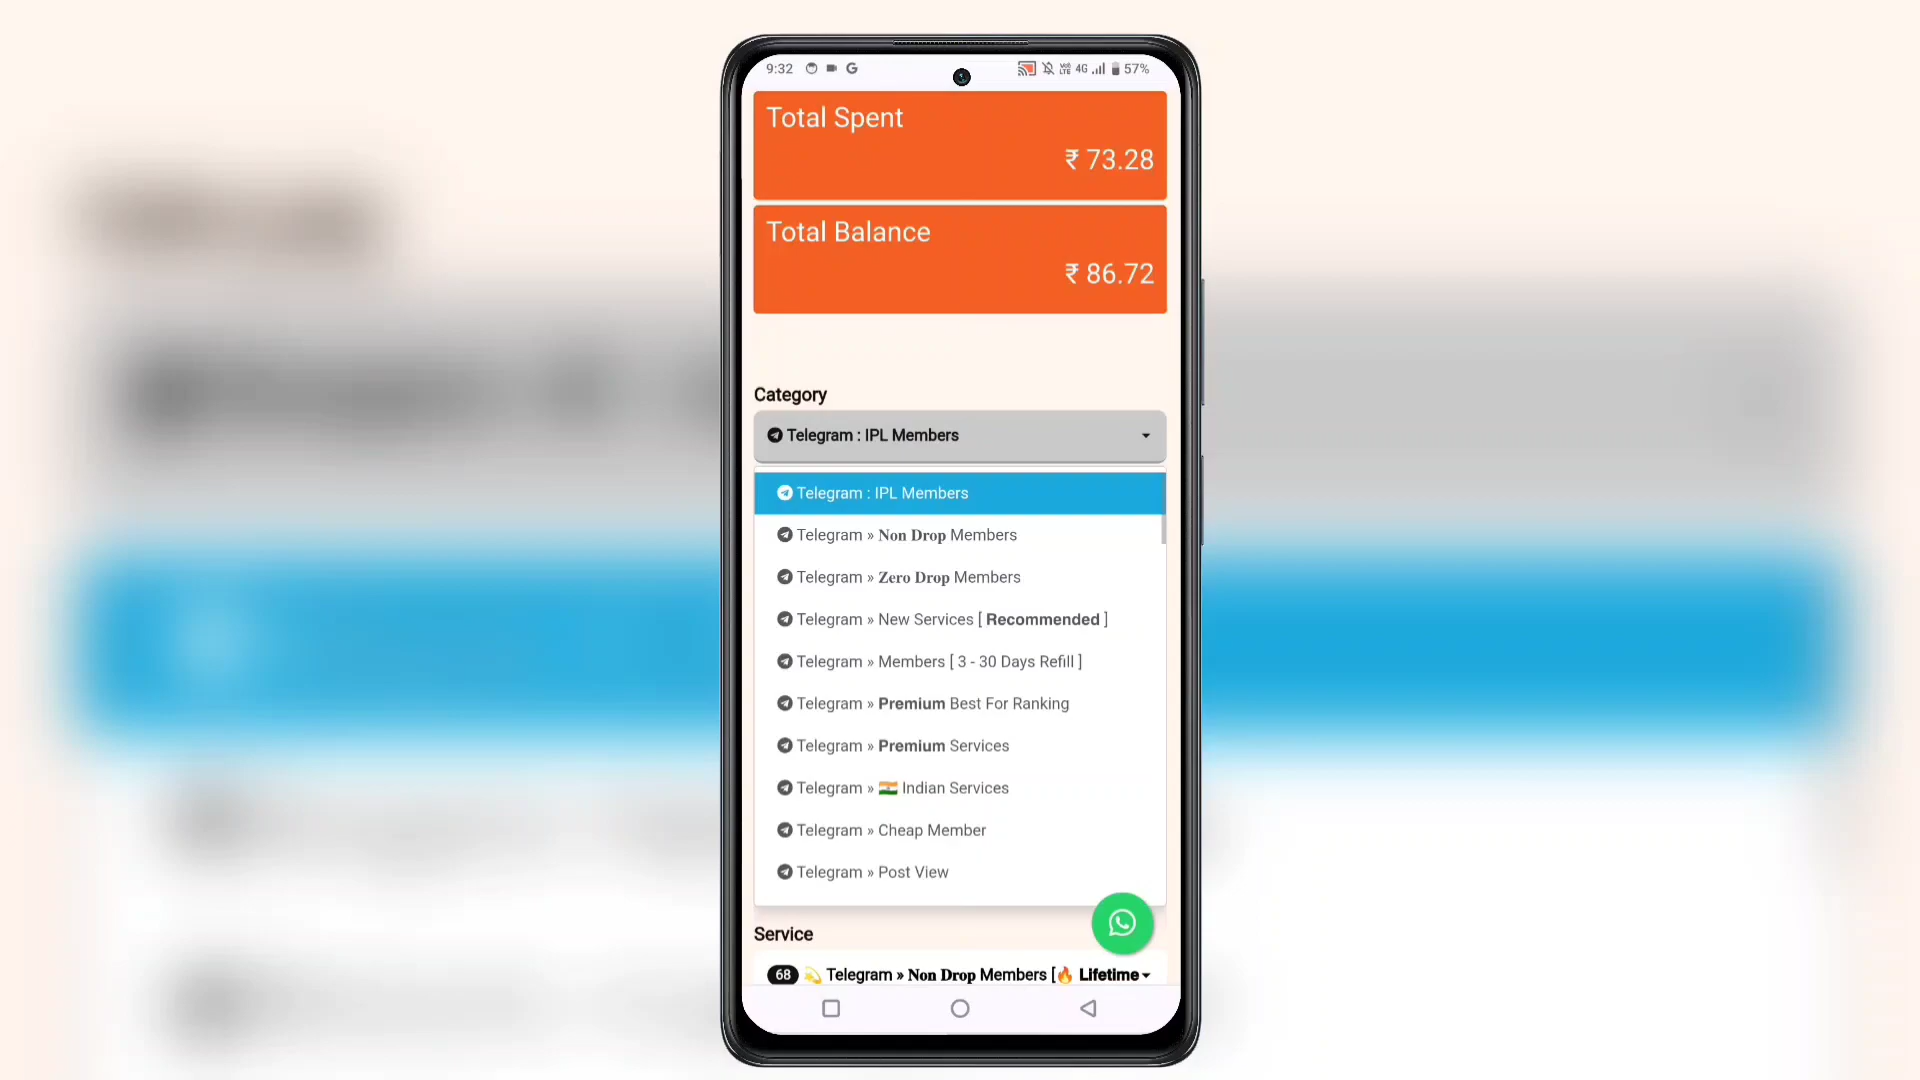 9:32 G VoLTE 4G 57%
Total Spent
₹ 73.28
Total Balance
₹ 86.72
Category
Telegram : IPL Members
Telegram : IPL Members
Telegram » Non Drop Members
Telegram » Zero Drop Members
Telegram » New Services [ Recommended ]
Telegram » Members [ 3 - 30 Days Refill ]
Telegram » Premium Best For Ranking
Telegram » Premium Services
Telegram » 🇮🇳 Indian Services
Telegram » Cheap Member
Telegram » Post View
Service
68 💫 Telegram » Non Drop Members [🔥 Lifetime